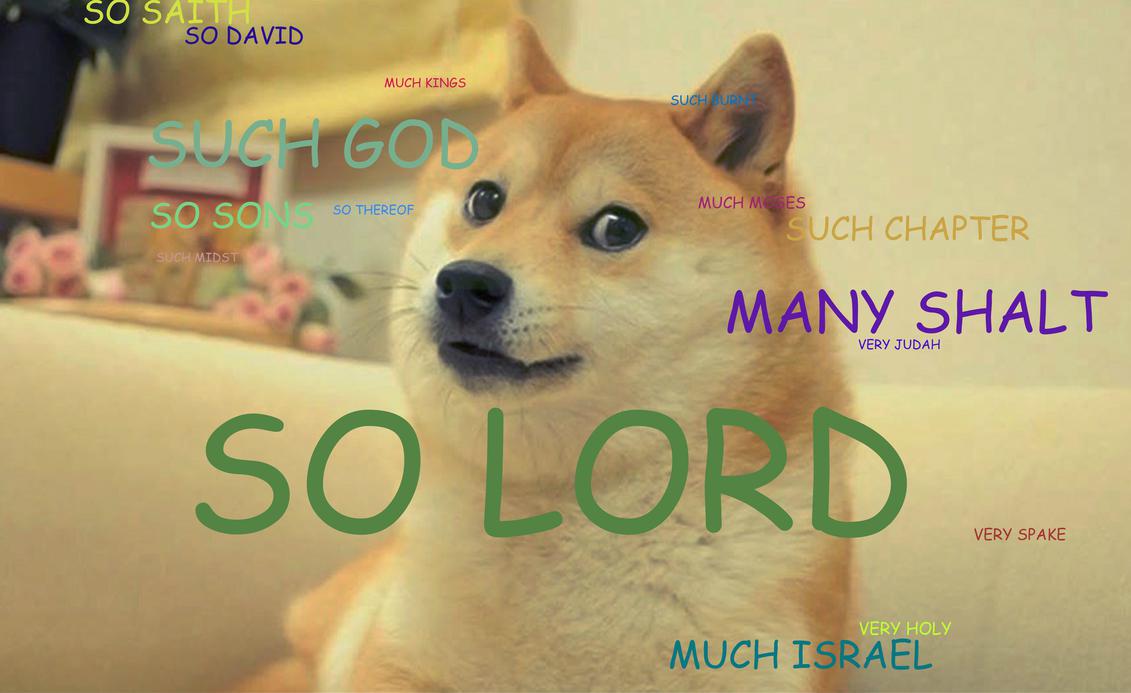 SO SAITH
SO DAVID
MUCH KINGS
SUCH BURNT
SUCH GOD
MUCH MOSES
SO SONS
SO THEREOF
SUCH CHAPTER
SUCH MIDST
MANY SHALT
VERY JUDAH
SO LORD
VERY SPAKE
VERY HOLY
MUCH ISRAEL